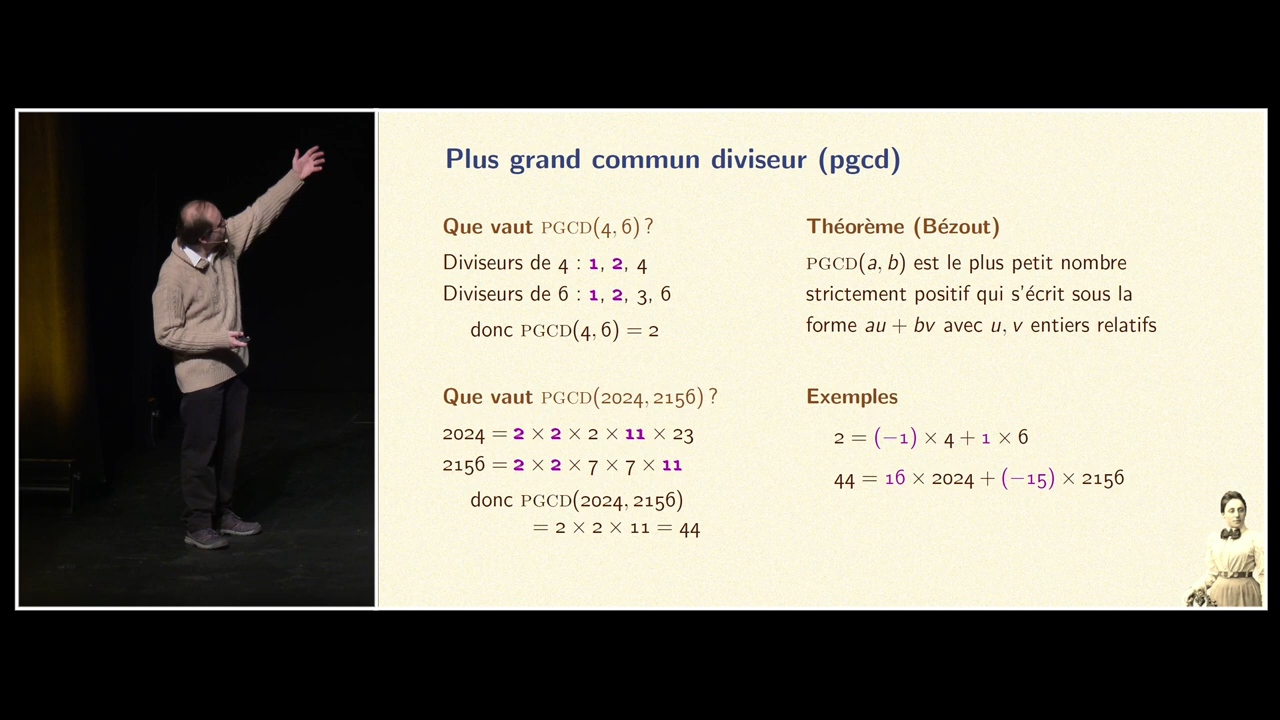 Plus grand commun diviseur (pgcd)
Que vaut PGCD(4, 6) ?
Diviseurs de 4 : 1, 2, 4
Diviseurs de 6 : 1, 2, 3, 6
donc PGCD(4, 6) = 2
Que vaut PGCD(2024, 2156) ?
2024 = 2 × 2 × 2 × 11 × 23
2156 = 2 × 2 × 7 × 7 × 11
donc PGCD(2024, 2156)
= 2 × 2 × 11 = 44
Théorème (Bézout)
PGCD(a, b) est le plus petit nombre
strictement positif qui s'écrit sous la
forme au + bv avec u, v entiers relatifs
Exemples
2 = (−1) × 4 + 1 × 6
44 = 16 × 2024 + (−15) × 2156